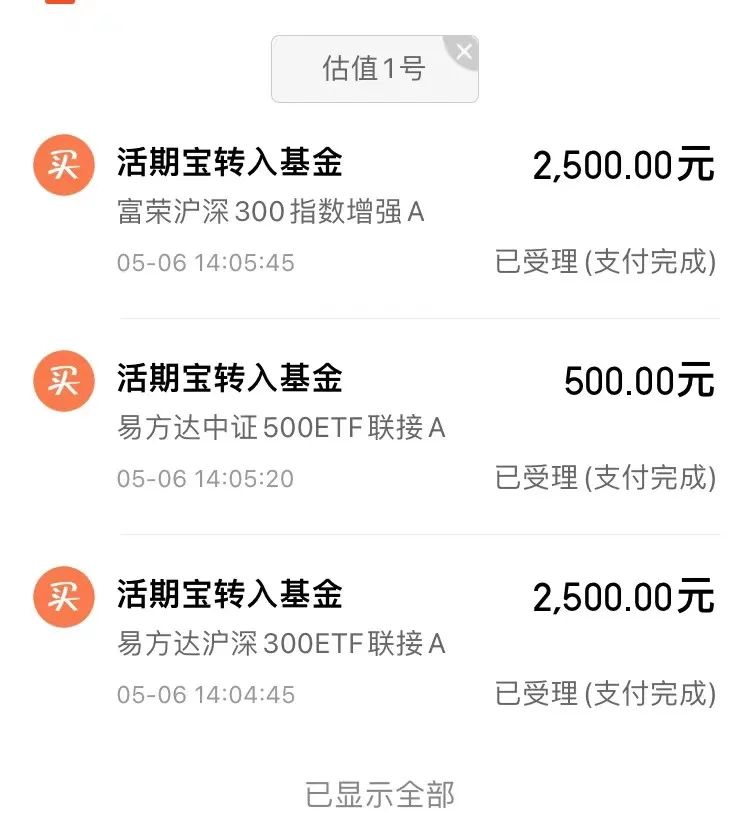 估值1号
买 活期宝转入基金 2,500.00元
富荣沪深300指数增强A
05-06 14:05:45 已受理(支付完成)
买 活期宝转入基金 500.00元
易方达中证500ETF联接A
05-06 14:05:20 已受理(支付完成)
买 活期宝转入基金 2,500.00元
易方达沪深300ETF联接A
05-06 14:04:45 已受理(支付完成)
已显示全部